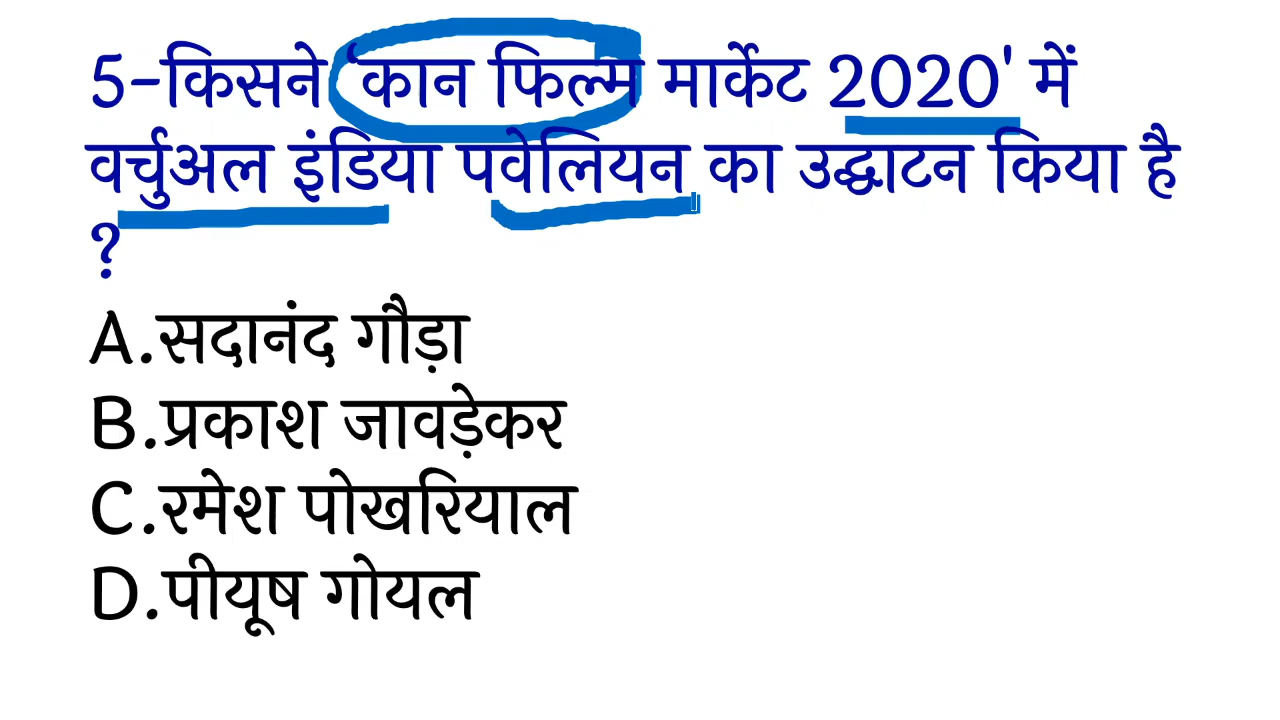 5-किसने ‘कान फिल्म मार्केट 2020' में
वर्चुअल इंडिया पवेलियन का उद्घाटन किया है
?
A.सदानंद गौड़ा
B.प्रकाश जावड़ेकर
C.रमेश पोखरियाल
D.पीयूष गोयल